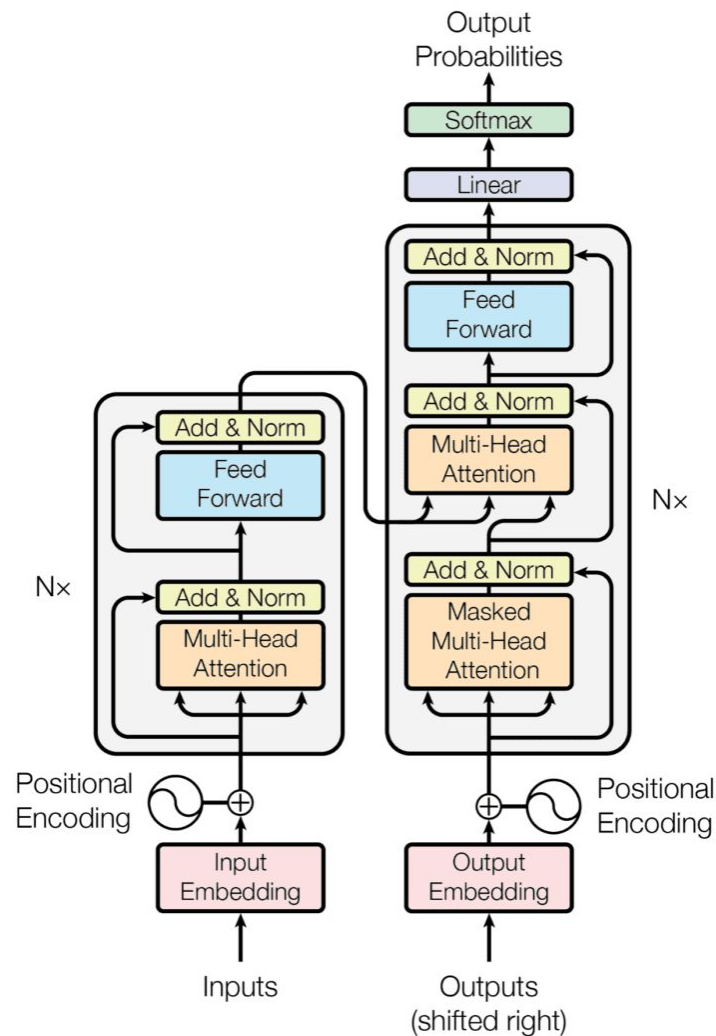 Output
Probabilities
Softmax
Linear
Add & Norm
Feed
Forward
Add & Norm
Multi-Head
Attention
Add & Norm
Masked
Multi-Head
Attention
Nx
Add & Norm
Feed
Forward
Add & Norm
Multi-Head
Attention
N×
Positional
Encoding
Positional
Encoding
Input
Embedding
Output
Embedding
Inputs
Outputs
(shifted right)